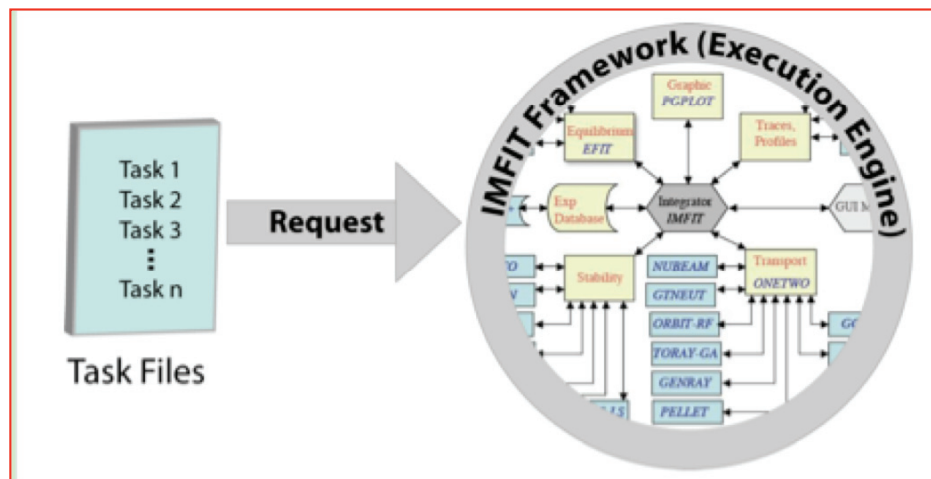 Task 1
Task 2
Task 3
Task n
Task Files
Request
IMFIT Framework (Execution Engine)
Graphic
PGPLOT
Equilibrium
EFIT
Traces,
Profiles
Exp
Database
Integrator
IMFIT
GUI M
Stability
Transport
ONETWO
NUBEAM
GTNEUT
ORBIT-RF
TORAY-GA
GENRAY
PELLET